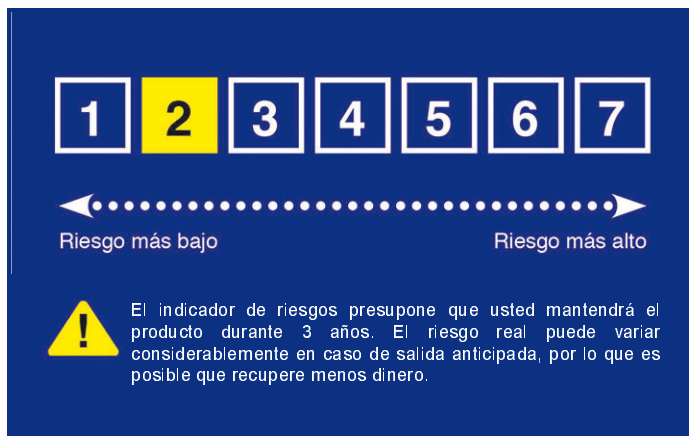 1 2 3 4 5 6 7
Riesgo más bajo Riesgo más alto
! El indicador de riesgos presupone que usted mantendrá el
producto durante 3 años. El riesgo real puede variar
considerablemente en caso de salida anticipada, por lo que es
posible que recupere menos dinero.